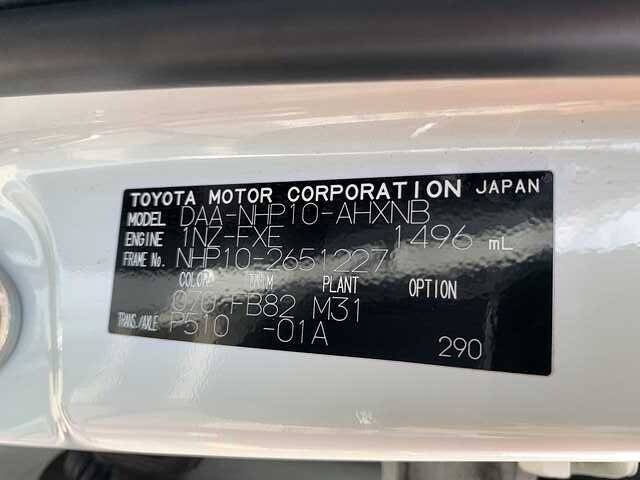 TOYOTA MOTOR CORPORATION JAPAN
MODEL DAA-NHP10-AHXNB
ENGINE 1NZ-FXE 1496 mL
FRAME No. NHP10-2651227
COLOR TRIM PLANT OPTION
070 FB82 M31
TRANS./AXLE P510 -01A
290